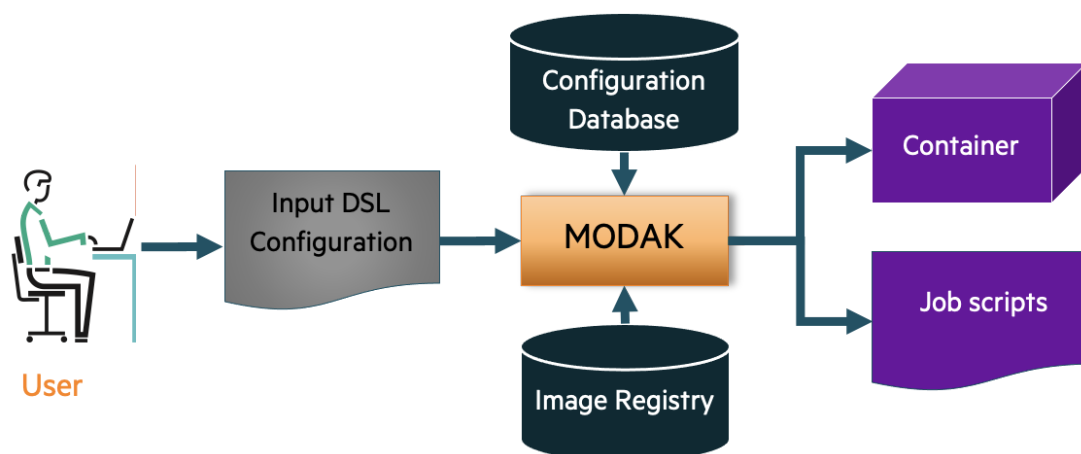 User
Input DSL
Configuration
Configuration
Database
MODAK
Image Registry
Container
Job scripts